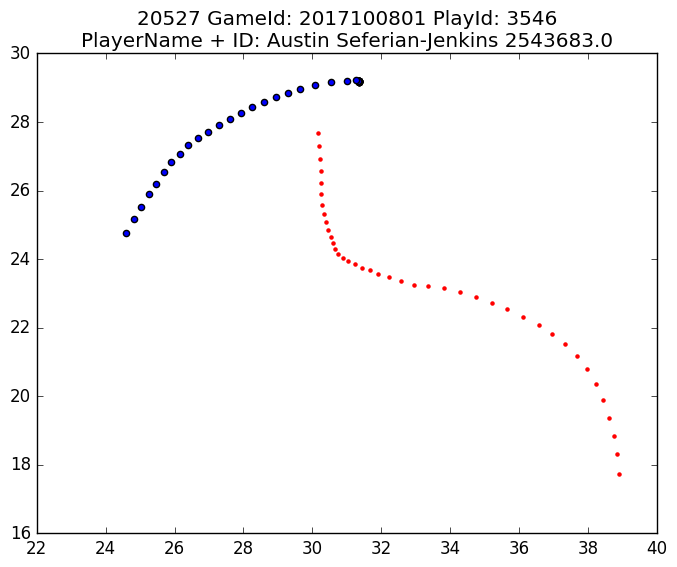 20527 GameId: 2017100801 PlayId: 3546
PlayerName + ID: Austin Seferian-Jenkins 2543683.0
30
28
26
24
22
20
18
16
22 24 26 28 30 32 34 36 38 40